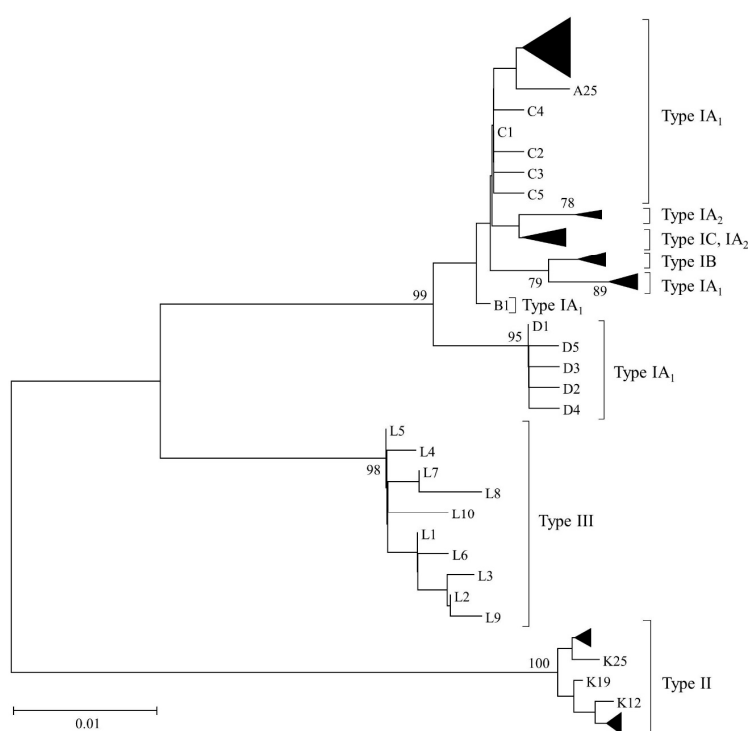 A25
C4
Type IA₁
C1
C2
C3
C5
78
Type IA₂
Type IC, IA₂
Type IB
79
89
Type IA₁
99
B1
Type IA₁
D1
95
D5
D3
Type IA₁
D2
D4
L5
L4
98
L7
L8
L10
Type III
L1
L6
L3
L2
L9
100
K25
K19
Type II
K12
0.01